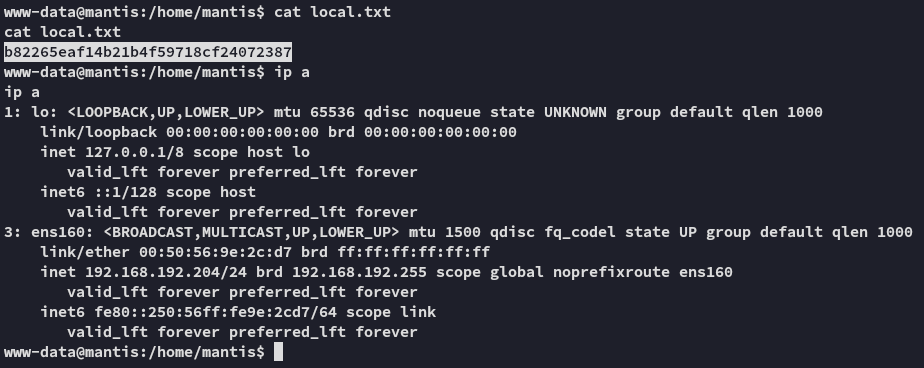 www-data@mantis:/home/mantis$ cat local.txt
cat local.txt
b82265eaf14b21b4f59718cf24072387
www-data@mantis:/home/mantis$ ip a
ip a
1: lo: <LOOPBACK,UP,LOWER_UP> mtu 65536 qdisc noqueue state UNKNOWN group default qlen 1000
    link/loopback 00:00:00:00:00:00 brd 00:00:00:00:00:00
    inet 127.0.0.1/8 scope host lo
       valid_lft forever preferred_lft forever
    inet6 ::1/128 scope host
       valid_lft forever preferred_lft forever
3: ens160: <BROADCAST,MULTICAST,UP,LOWER_UP> mtu 1500 qdisc fq_codel state UP group default qlen 1000
    link/ether 00:50:56:9e:2c:d7 brd ff:ff:ff:ff:ff:ff
    inet 192.168.192.204/24 brd 192.168.192.255 scope global noprefixroute ens160
       valid_lft forever preferred_lft forever
    inet6 fe80::250:56ff:fe9e:2cd7/64 scope link
       valid_lft forever preferred_lft forever
www-data@mantis:/home/mantis$